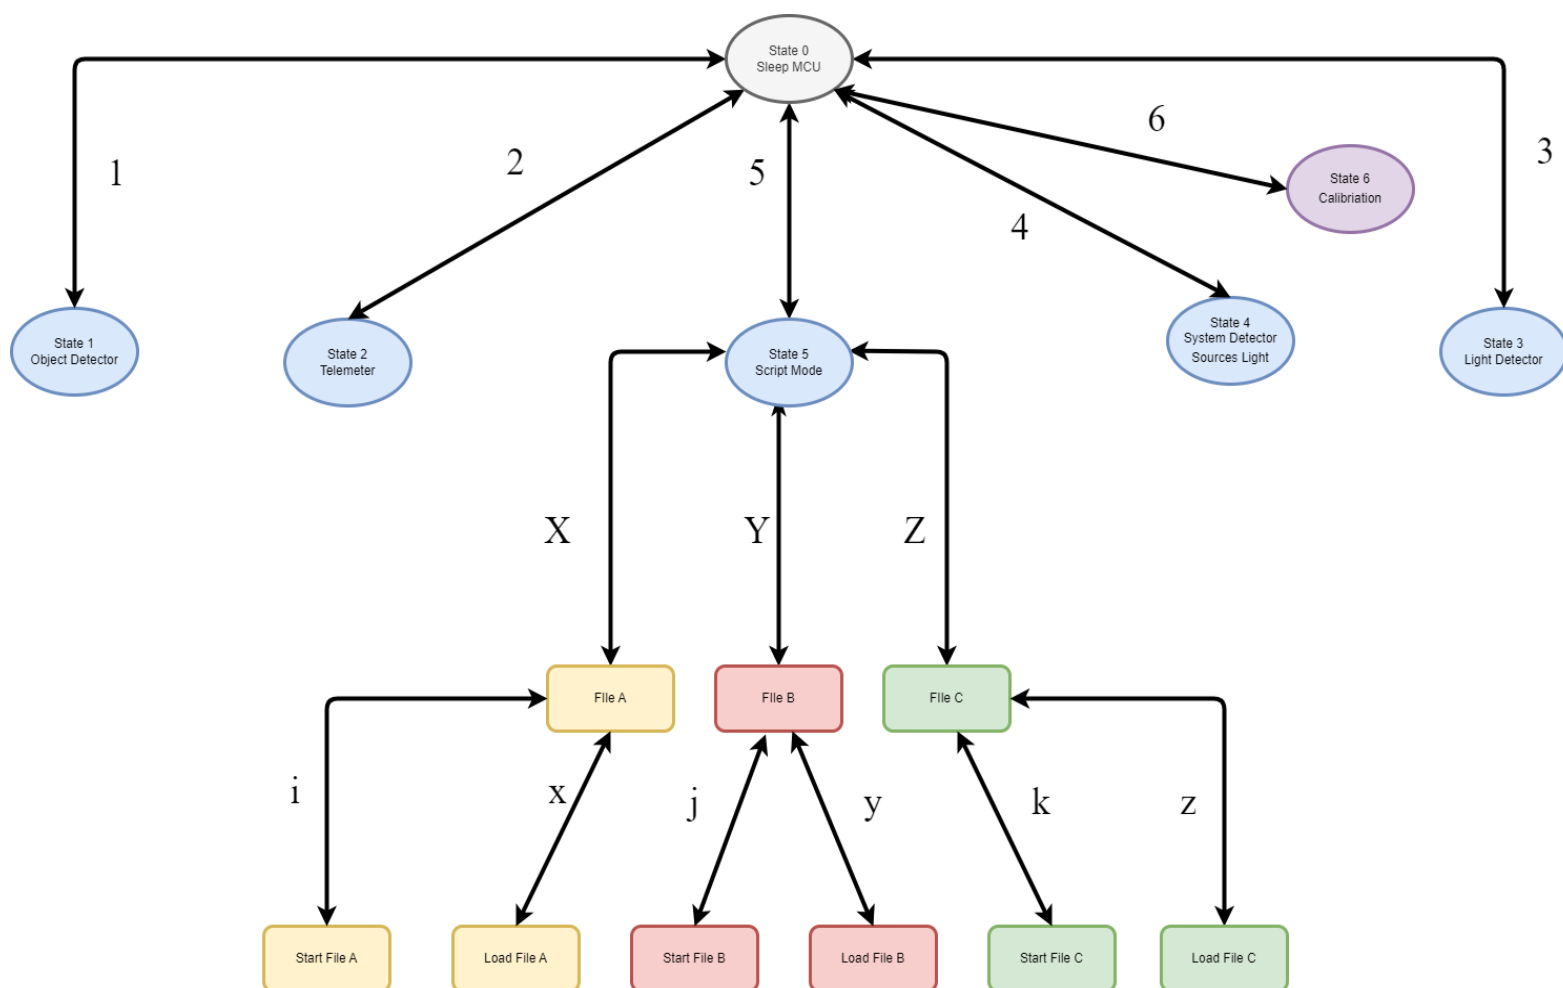 State 0
Sleep MCU
1
2
5
6
4
3
State 6
Calibriation
State 1
Object Detector
State 2
Telemeter
State 5
Script Mode
State 4
System Detector
Sources Light
State 3
Light Detector
X
Y
Z
FIle A
FIle B
FIle C
i
x
j
y
k
z
Start File A
Load File A
Start File B
Load File B
Start File C
Load File C